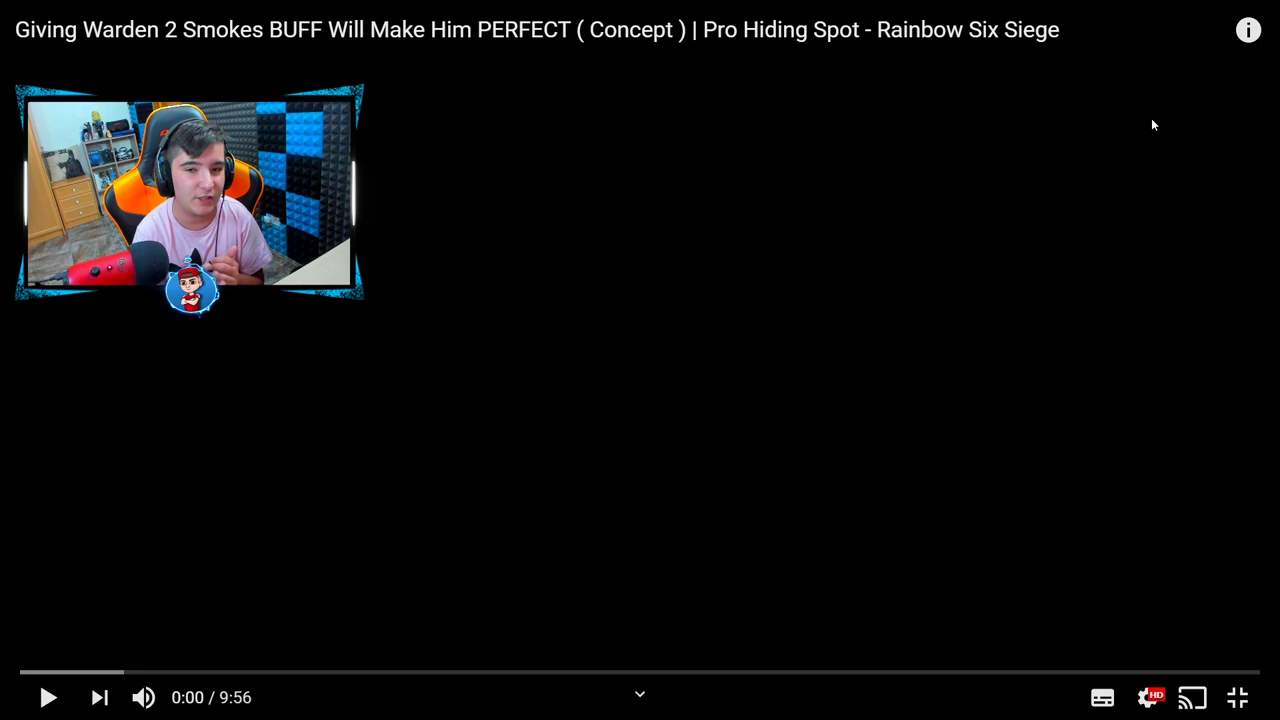 Giving Warden 2 Smokes BUFF Will Make Him PERFECT ( Concept ) | Pro Hiding Spot - Rainbow Six Siege
0:00 / 9:56
HD